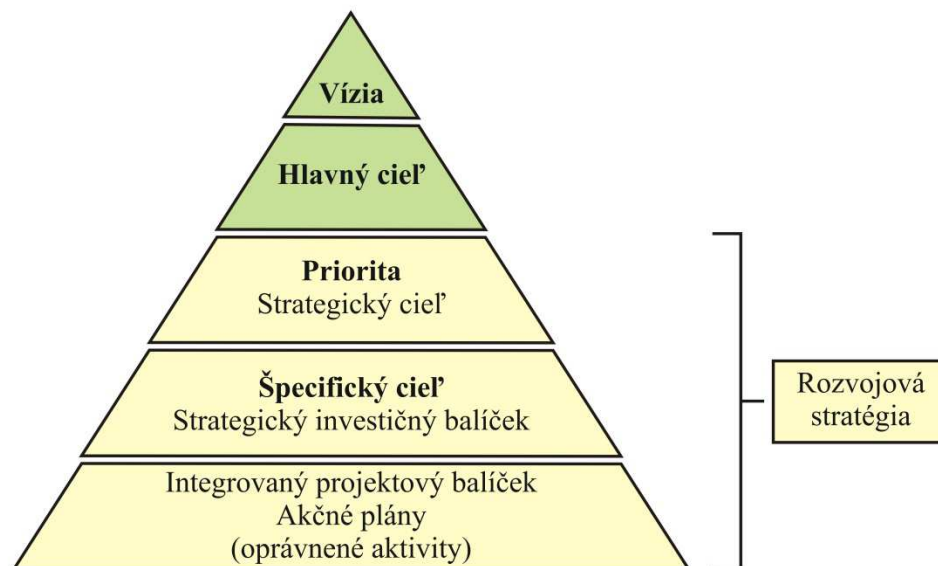 Vízia
Hlavný cieľ
Priorita
Strategický cieľ
Špecifický cieľ
Strategický investičný balíček
Integrovaný projektový balíček
Akčné plány
(oprávnené aktivity)
Rozvojová
stratégia